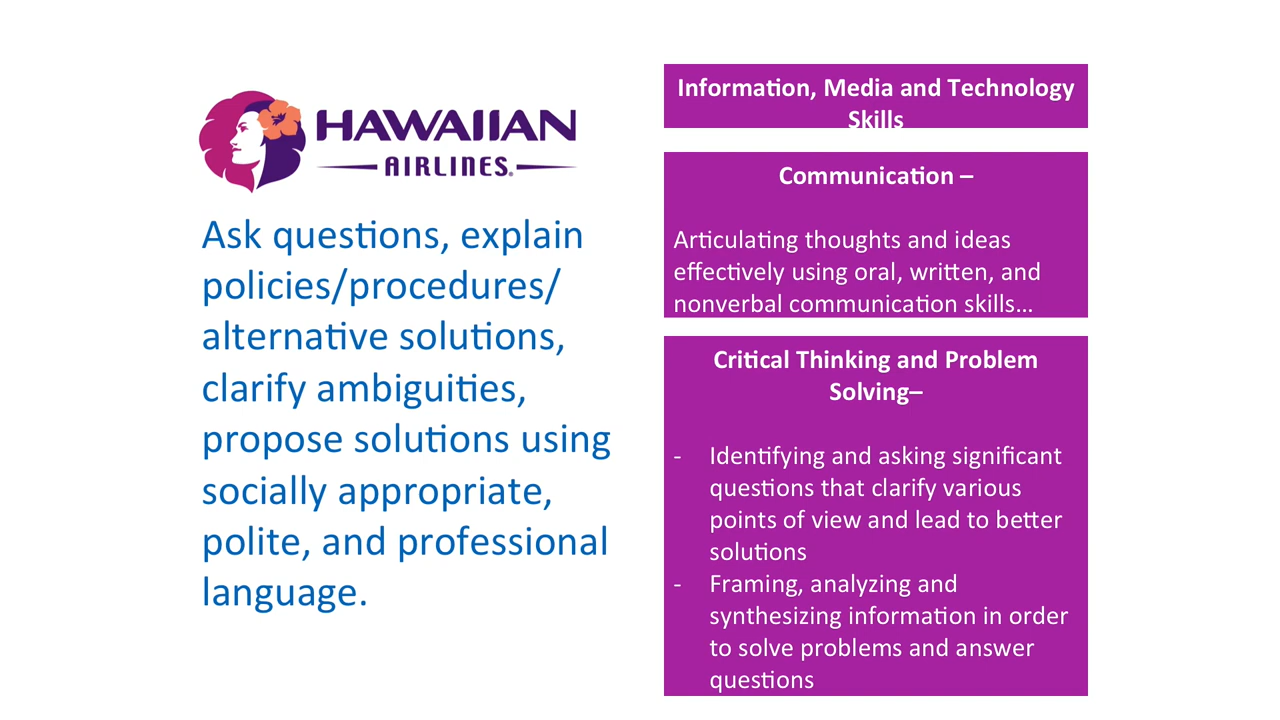 HAWAIIAN
AIRLINES.
Ask questions, explain
policies/procedures/
alternative solutions,
clarify ambiguities,
propose solutions using
socially appropriate,
polite, and professional
language.
Information, Media and Technology
Skills
Communication –
Articulating thoughts and ideas
effectively using oral, written, and
nonverbal communication skills…
Critical Thinking and Problem
Solving–
- Identifying and asking significant
questions that clarify various
points of view and lead to better
solutions
- Framing, analyzing and
synthesizing information in order
to solve problems and answer
questions